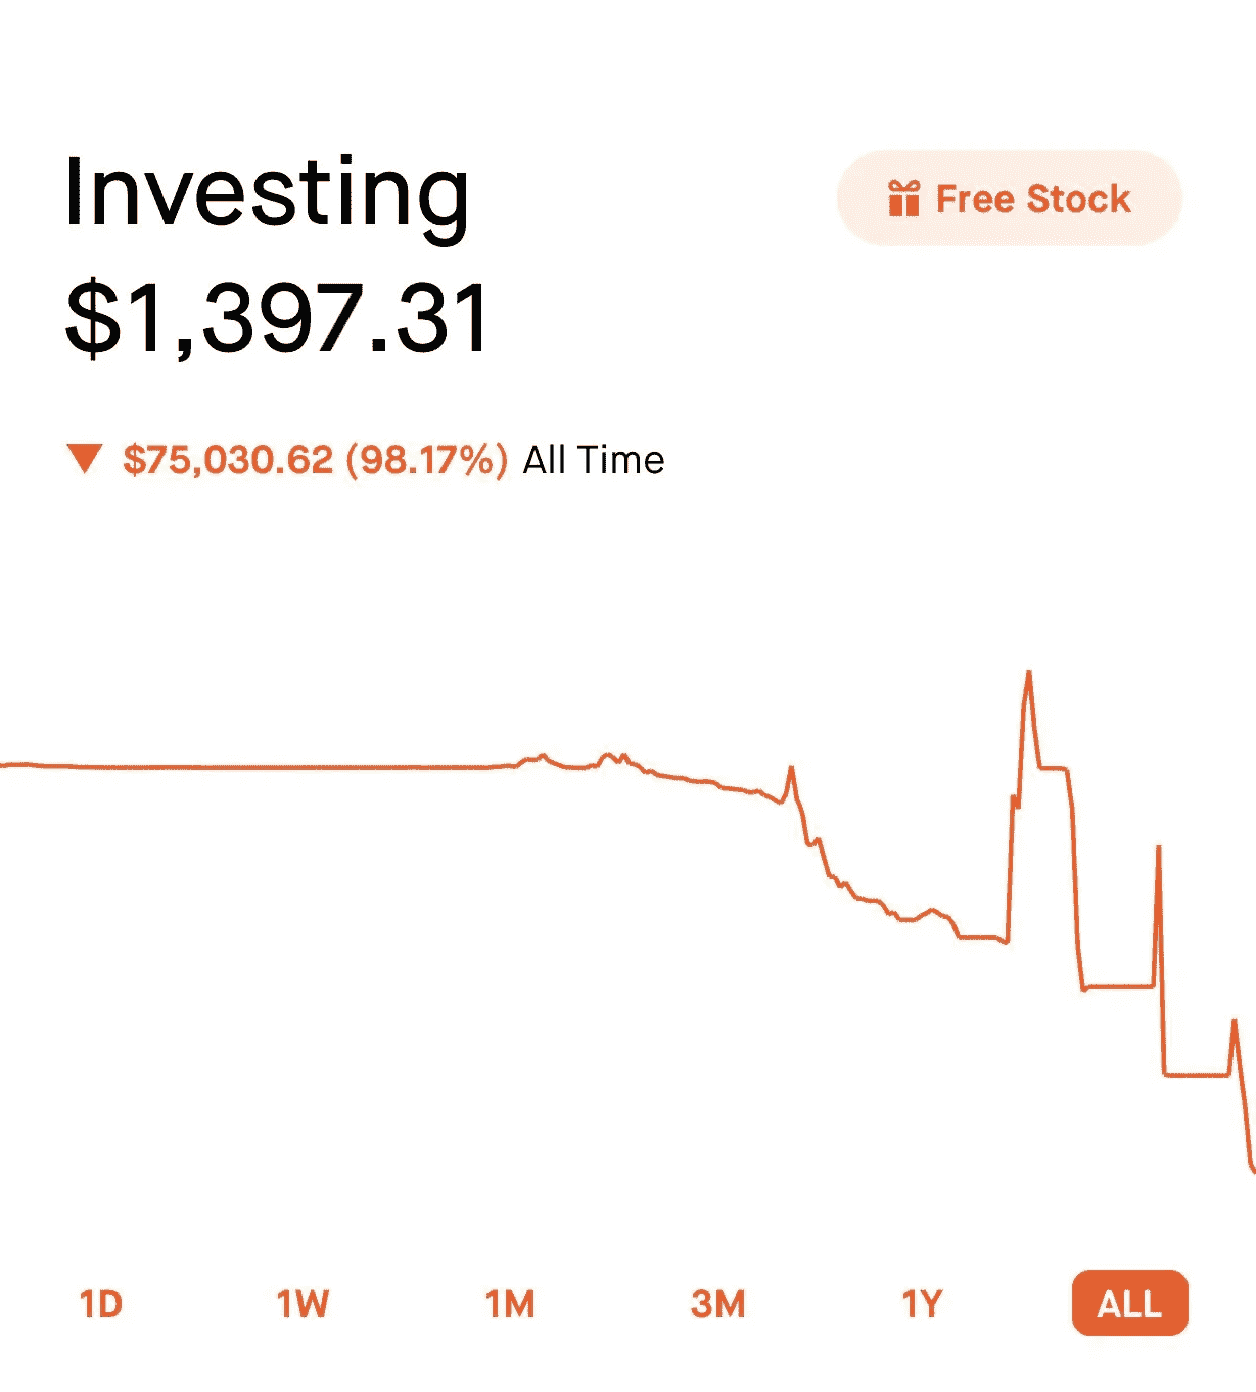 Investing
Free Stock
$1,397.31
▼ $75,030.62 (98.17%) All Time
1D 1W 1M 3M 1Y ALL